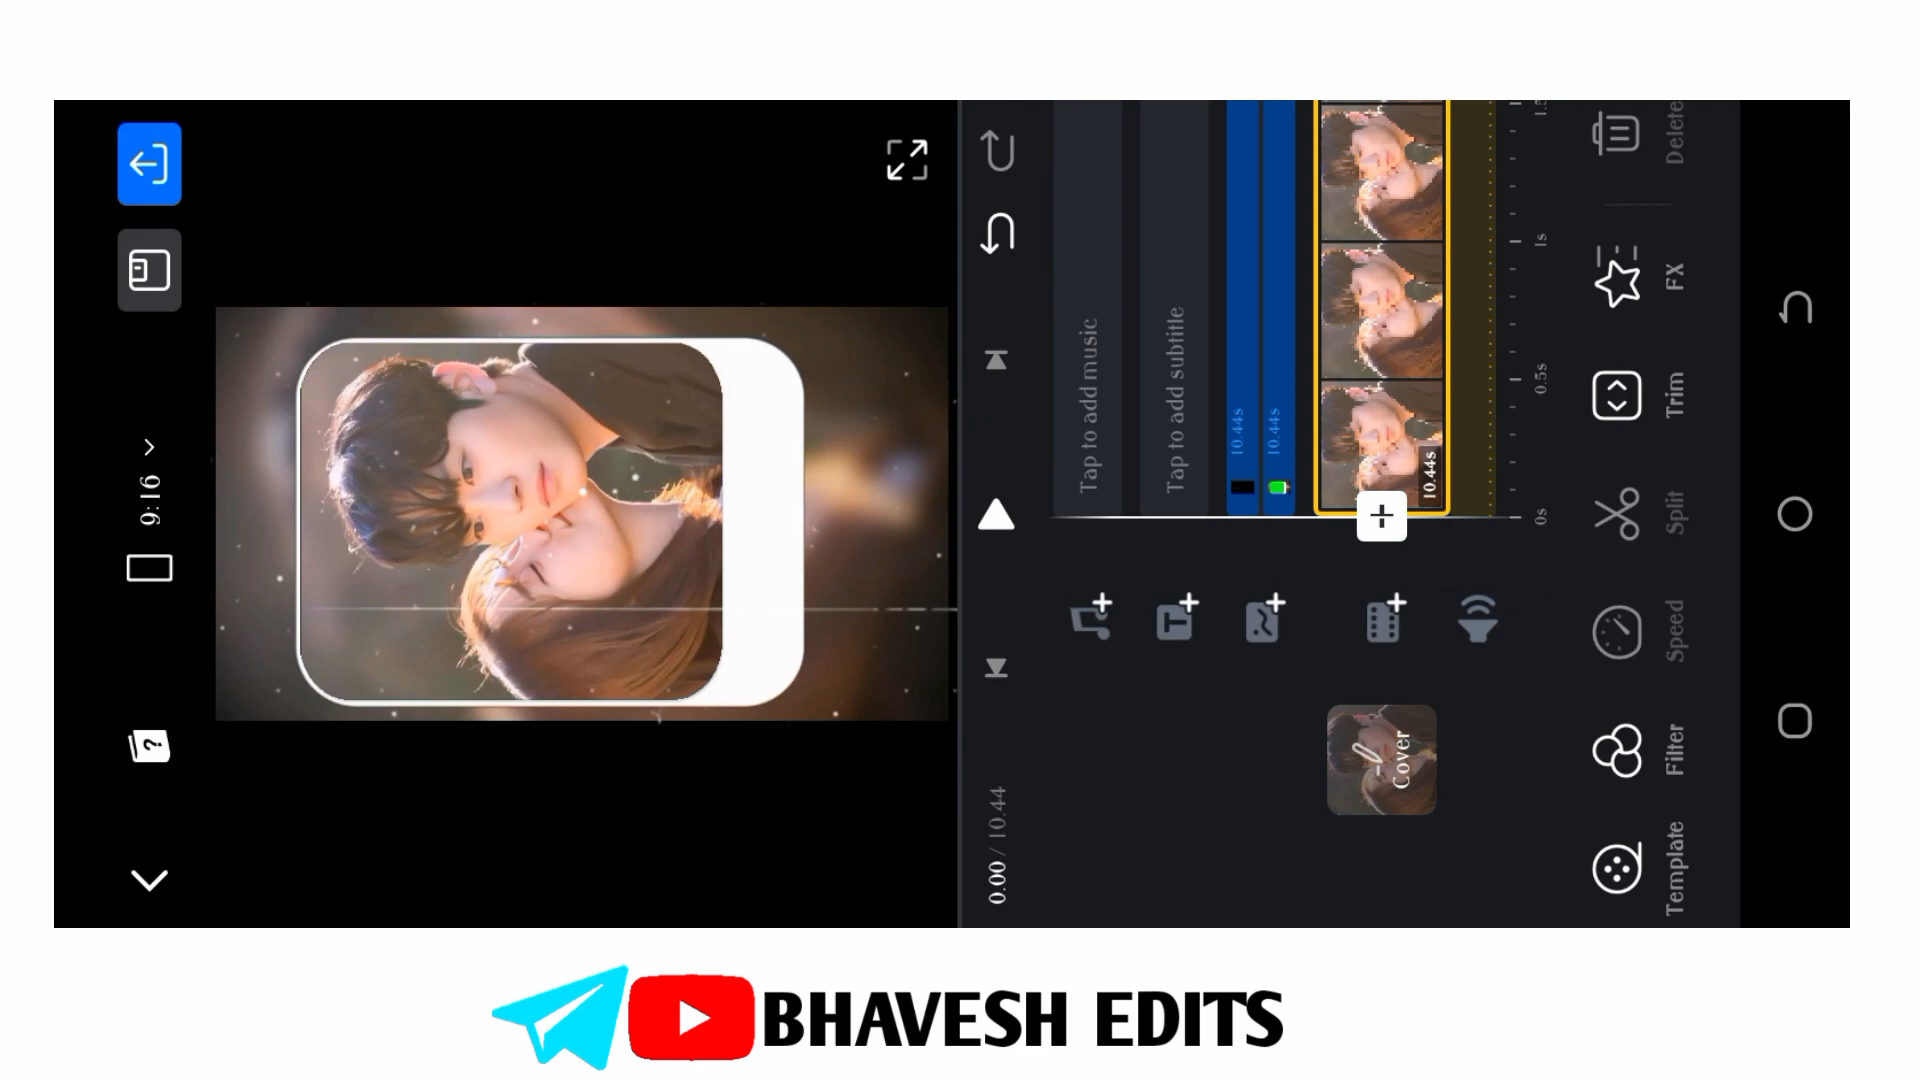 9:16
?
0.00 / 10.44
Tap to add music
Tap to add subtitle
10.44s
10.44s
10.44s
Cover
0s
0.5s
1s
Template
Filter
Speed
Split
Trim
FX
Delete
BHAVESH EDITS